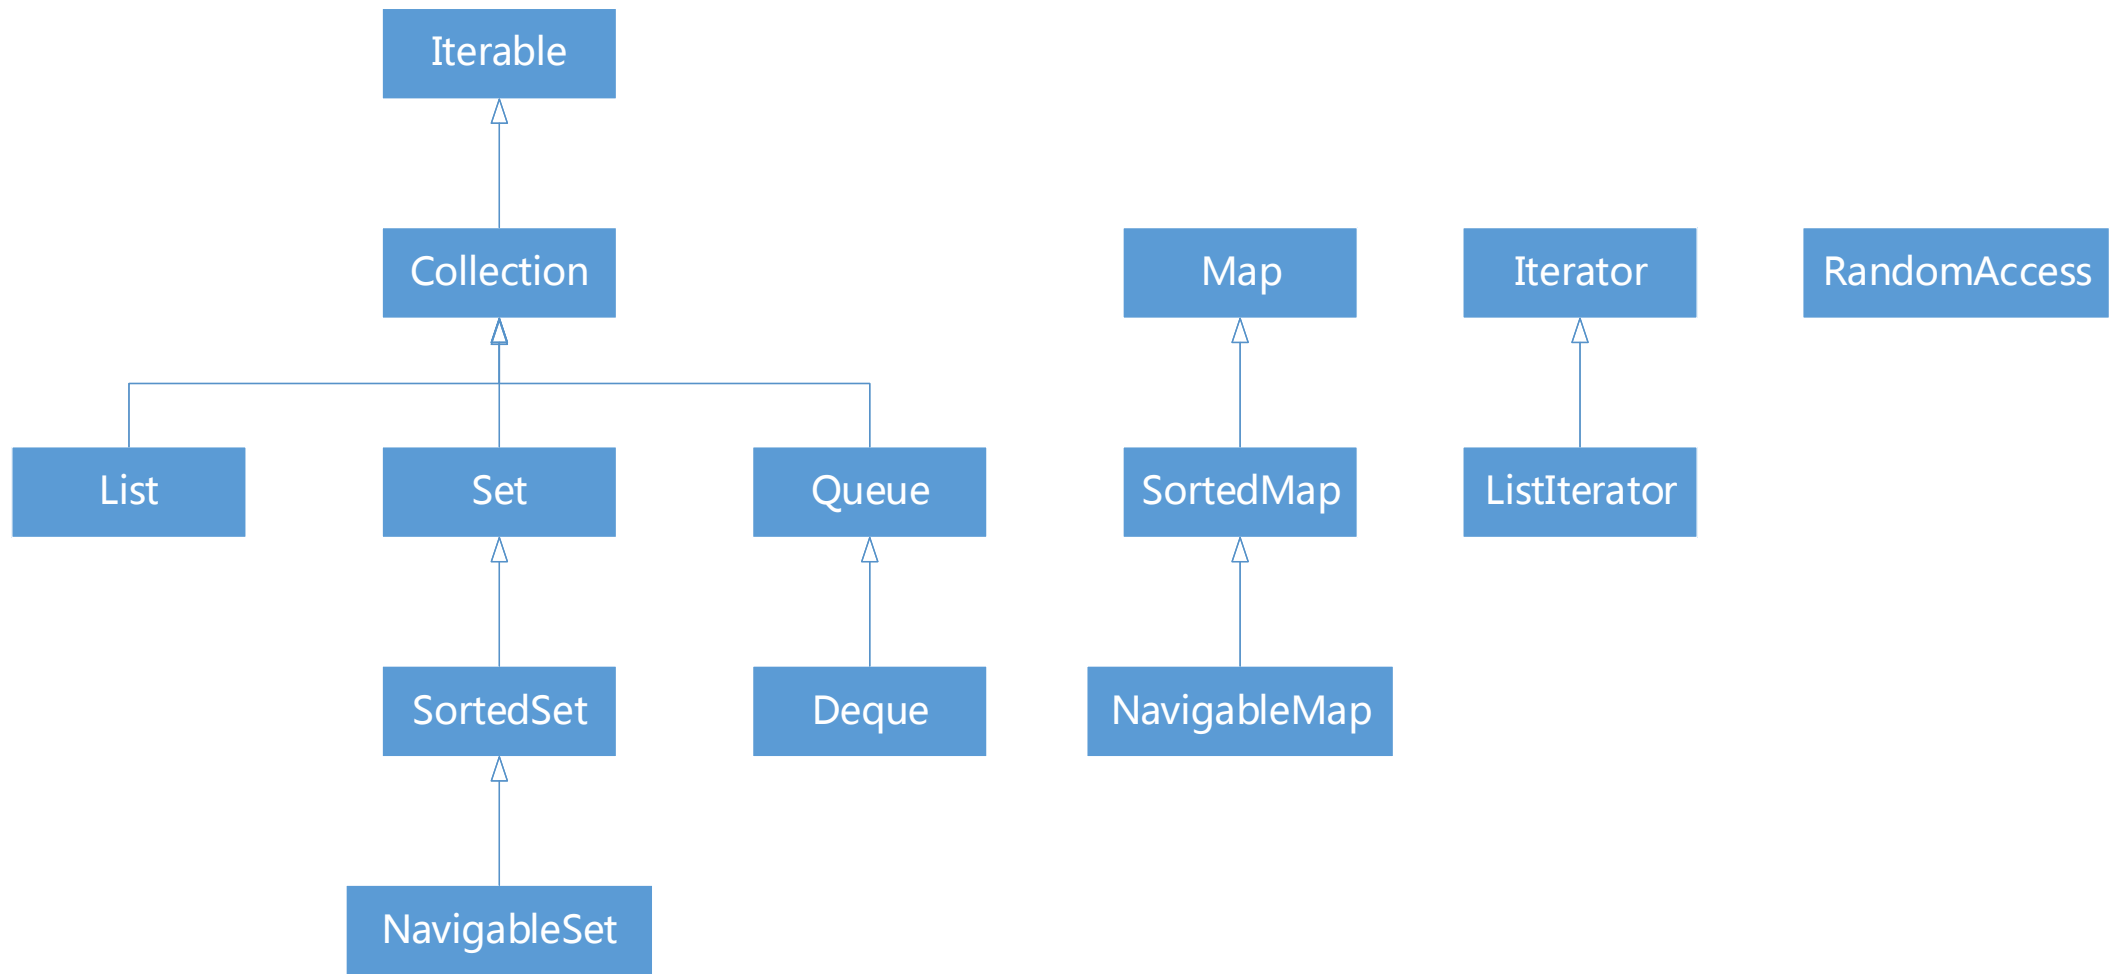 Iterable
Collection
Map
Iterator
RandomAccess
List
Set
Queue
SortedMap
ListIterator
SortedSet
Deque
NavigableMap
NavigableSet